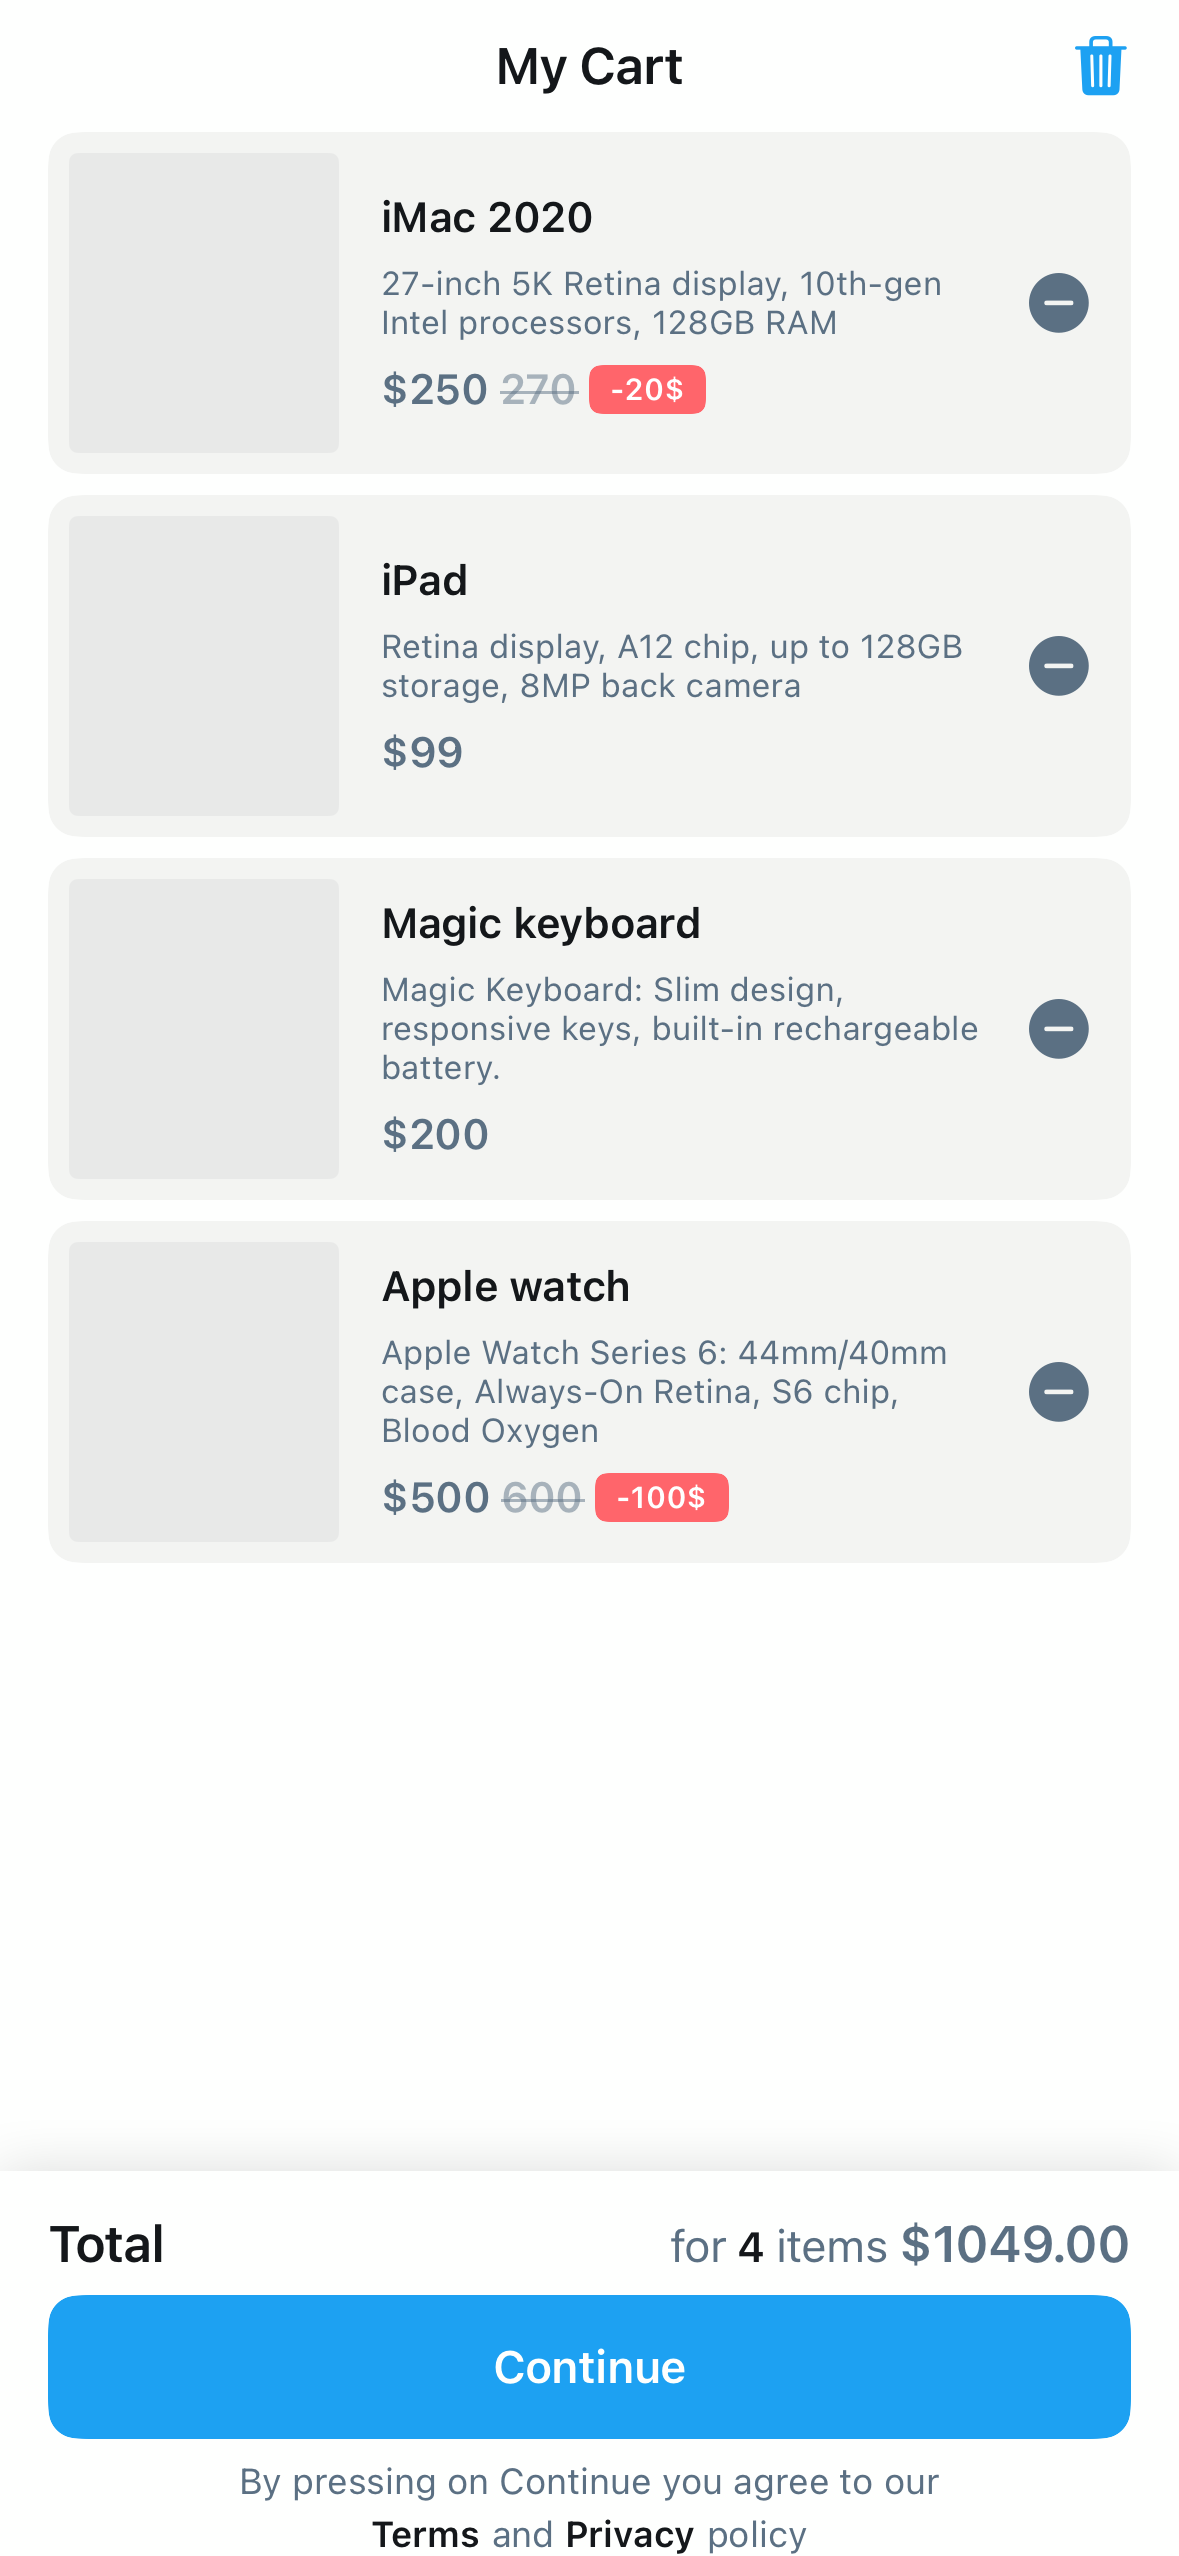 My Cart
iMac 2020
27-inch 5K Retina display, 10th-gen
Intel processors, 128GB RAM
$250 270 -20$
iPad
Retina display, A12 chip, up to 128GB
storage, 8MP back camera
$99
Magic keyboard
Magic Keyboard: Slim design,
responsive keys, built-in rechargeable
battery.
$200
Apple watch
Apple Watch Series 6: 44mm/40mm
case, Always-On Retina, S6 chip,
Blood Oxygen
$500 600 -100$
Total for 4 items $1049.00
Continue
By pressing on Continue you agree to our
Terms and Privacy policy